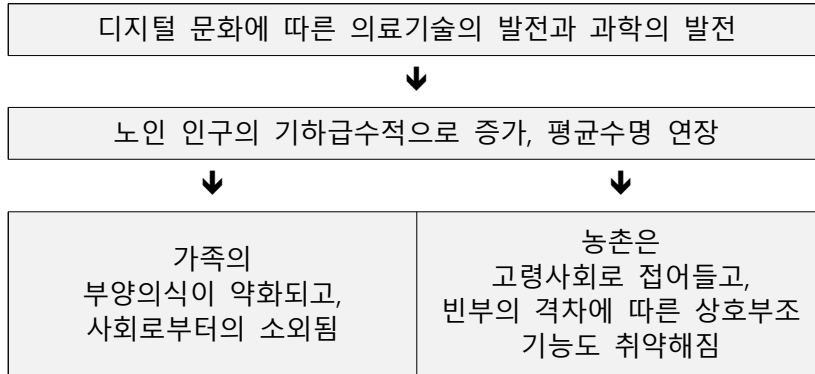 디지털 문화에 따른 의료기술의 발전과 과학의 발전
노인 인구의 기하급수적으로 증가, 평균수명 연장
가족의
부양의식이 약화되고,
사회로부터의 소외됨
농촌은
고령사회로 접어들고,
빈부의 격차에 따른 상호부조
기능도 취약해짐